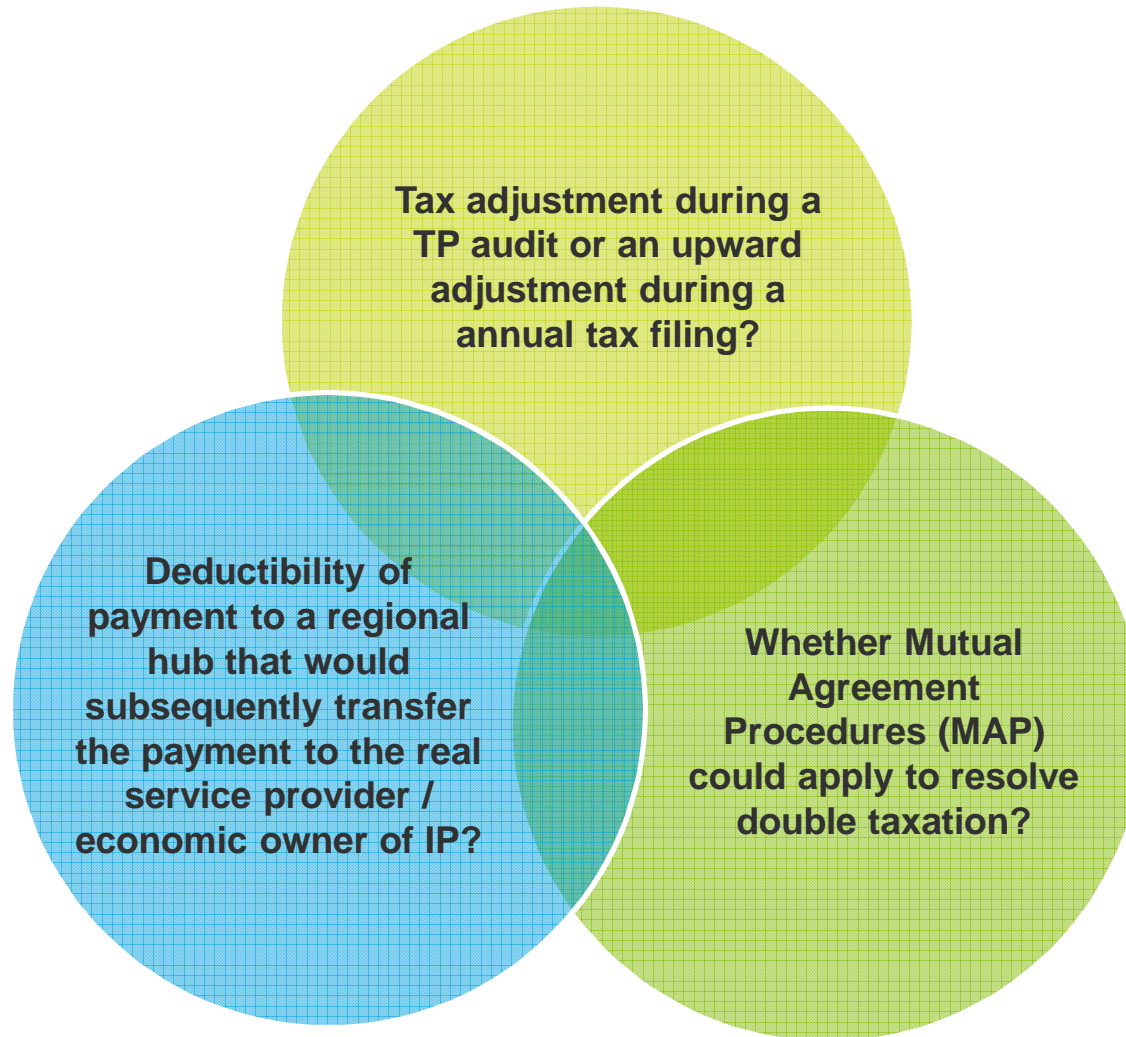 Tax adjustment during a
TP audit or an upward
adjustment during a
annual tax filing?
Deductibility of
payment to a regional
hub that would
subsequently transfer
the payment to the real
service provider /
economic owner of IP?
Whether Mutual
Agreement
Procedures (MAP)
could apply to resolve
double taxation?